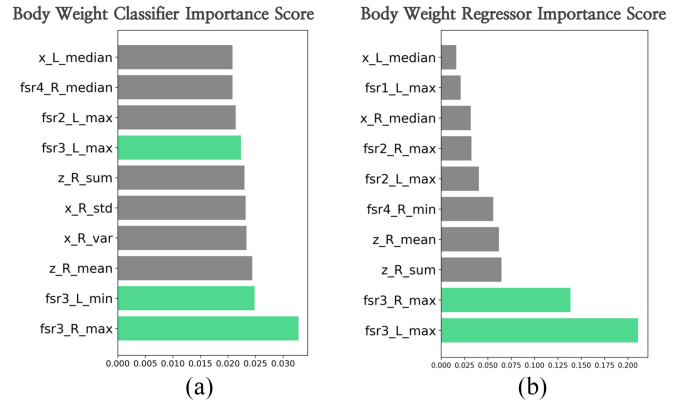 Body Weight Classifier Importance Score
x_L_median
fsr4_R_median
fsr2_L_max
fsr3_L_max
z_R_sum
x_R_std
x_R_var
z_R_mean
fsr3_L_min
fsr3_R_max
0.000 0.005 0.010 0.015 0.020 0.025 0.030
(a)
Body Weight Regressor Importance Score
x_L_median
fsr1_L_max
x_R_median
fsr2_R_max
fsr2_L_max
fsr4_R_min
z_R_mean
z_R_sum
fsr3_R_max
fsr3_L_max
0.000 0.025 0.050 0.075 0.100 0.125 0.150 0.175 0.200
(b)